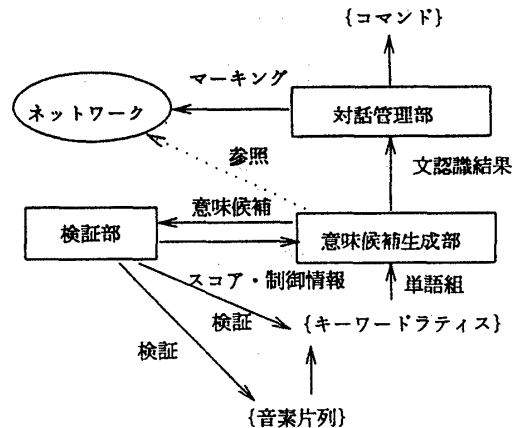 {コマンド}
マーキング
ネットワーク
対話管理部
参照
文認識結果
意味候補
検証部
意味候補生成部
スコア・制御情報
単語組
検証
{キーワードラティス}
検証
{音素片列}